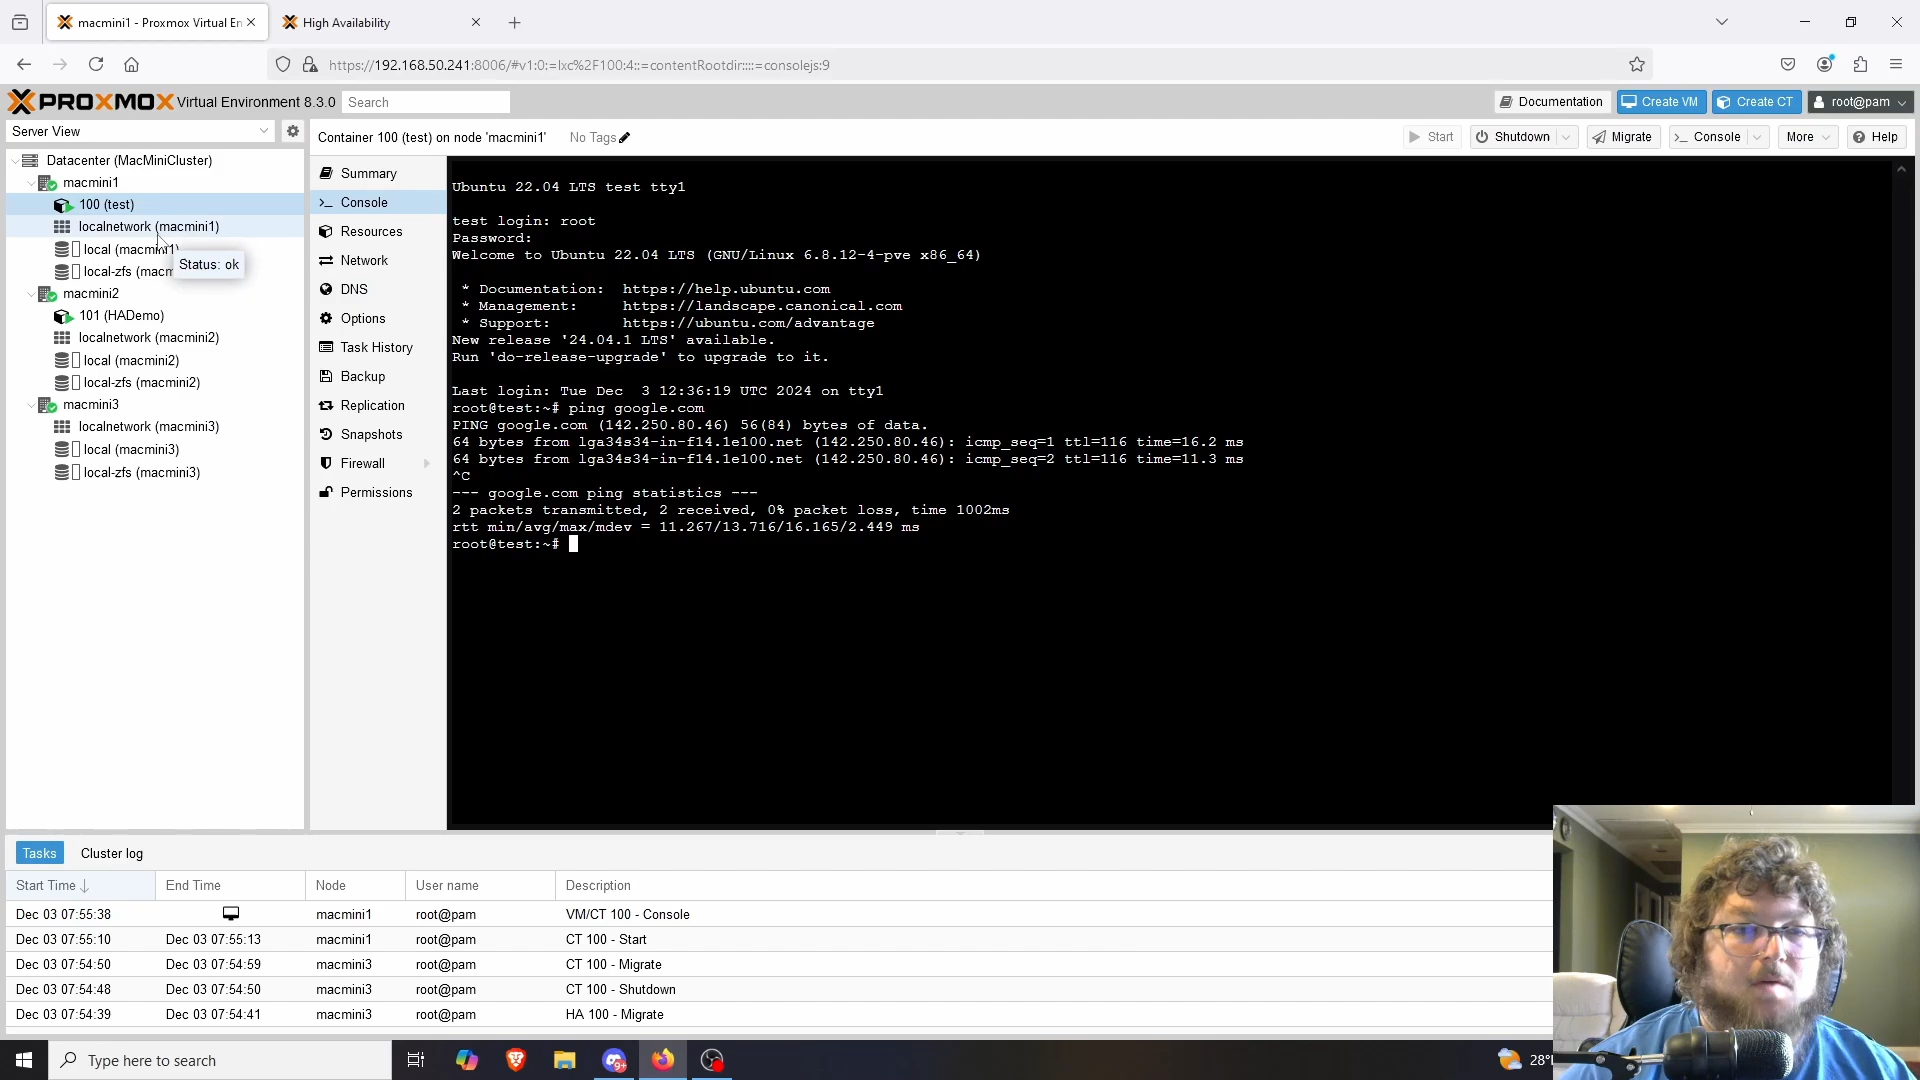 macmini1 - Proxmox Virtual En
High Availability
https://192.168.50.241:8006/#v1:0:=lxc%2F100:4::=contentRootdir::::=consolejs:9
PROXMOX Virtual Environment 8.3.0
Search
Documentation
Create VM
Create CT
root@pam
Server View
Container 100 (test) on node 'macmini1'
No Tags
Start
Shutdown
Migrate
Console
More
Help
Datacenter (MacMiniCluster)
macmini1
100 (test)
localnetwork (macmini1)
local (macmini1)
local-zfs (macm
Status: ok
macmini2
101 (HADemo)
localnetwork (macmini2)
local (macmini2)
local-zfs (macmini2)
macmini3
localnetwork (macmini3)
local (macmini3)
local-zfs (macmini3)
Summary
Console
Resources
Network
DNS
Options
Task History
Backup
Replication
Snapshots
Firewall
Permissions
Ubuntu 22.04 LTS test tty1
test login: root
Password:
Welcome to Ubuntu 22.04 LTS (GNU/Linux 6.8.12-4-pve x86_64)
* Documentation:  https://help.ubuntu.com
* Management:     https://landscape.canonical.com
* Support:        https://ubuntu.com/advantage
New release '24.04.1 LTS' available.
Run 'do-release-upgrade' to upgrade to it.
Last login: Tue Dec  3 12:36:19 UTC 2024 on tty1
root@test:~# ping google.com
PING google.com (142.250.80.46) 56(84) bytes of data.
64 bytes from lga34s34-in-f14.1e100.net (142.250.80.46): icmp_seq=1 ttl=116 time=16.2 ms
64 bytes from lga34s34-in-f14.1e100.net (142.250.80.46): icmp_seq=2 ttl=116 time=11.3 ms
^C
--- google.com ping statistics ---
2 packets transmitted, 2 received, 0% packet loss, time 1002ms
rtt min/avg/max/mdev = 11.267/13.716/16.165/2.449 ms
root@test:~#
Tasks
Cluster log
Start Time
End Time
Node
User name
Description
Dec 03 07:55:38 macmini1 root@pam VM/CT 100 - Console
Dec 03 07:55:10 Dec 03 07:55:13 macmini1 root@pam CT 100 - Start
Dec 03 07:54:50 Dec 03 07:54:59 macmini3 root@pam CT 100 - Migrate
Dec 03 07:54:48 Dec 03 07:54:50 macmini3 root@pam CT 100 - Shutdown
Dec 03 07:54:39 Dec 03 07:54:41 macmini3 root@pam HA 100 - Migrate
Type here to search
9+
28°